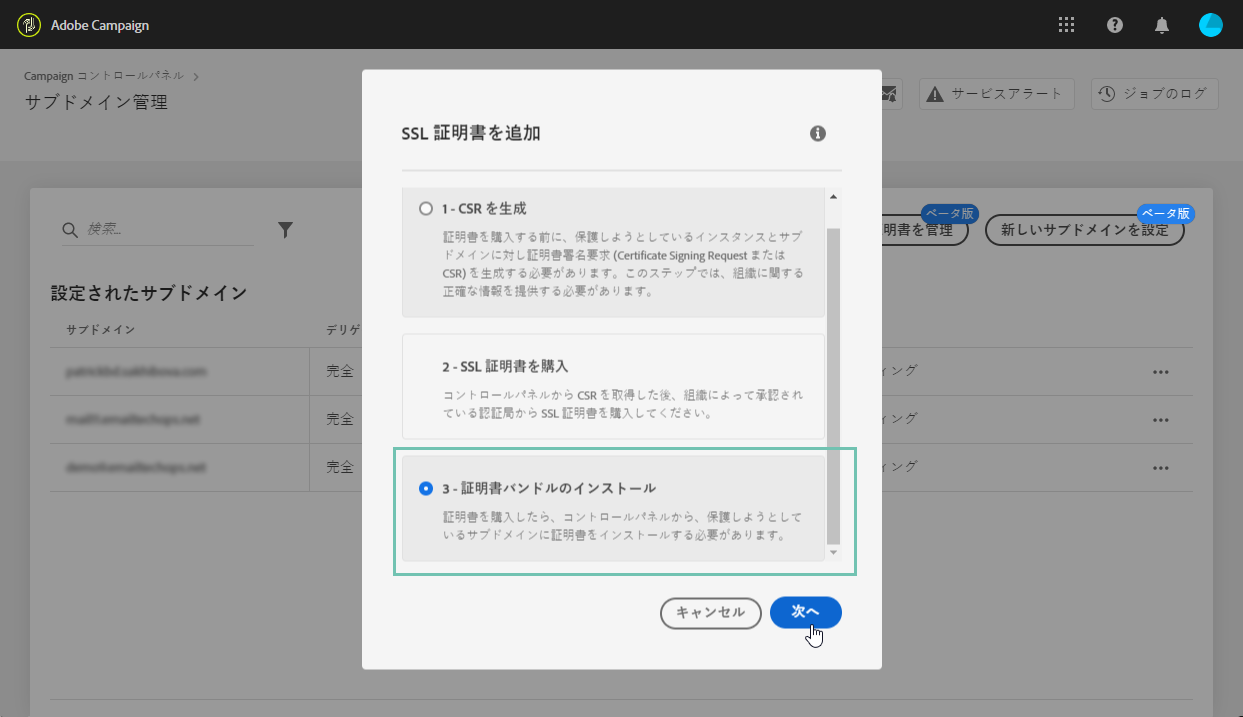 Adobe Campaign
Campaign コントロールパネル
サブドメイン管理
サービスアラート
ジョブのログ
検索...
ベータ版
明書を管理
ベータ版
新しいサブドメインを設定
設定されたサブドメイン
サブドメイン
デリゲ
完全
ィング
完全
ィング
完全
ィング
SSL 証明書を追加
1 - CSR を生成
証明書を購入する前に、保護しようとしているインスタンスとサブ
ドメインに対し証明書署名要求 (Certificate Signing Request または
CSR) を生成する必要があります。このステップでは、組織に関する
正確な情報を提供する必要があります。
2 - SSL 証明書を購入
コントロールパネルから CSR を取得した後、組織によって承認され
ている認証局から SSL 証明書を購入してください。
3 - 証明書バンドルのインストール
証明書を購入したら、コントロールパネルから、保護しようとして
いるサブドメインに証明書をインストールする必要があります。
キャンセル
次へ